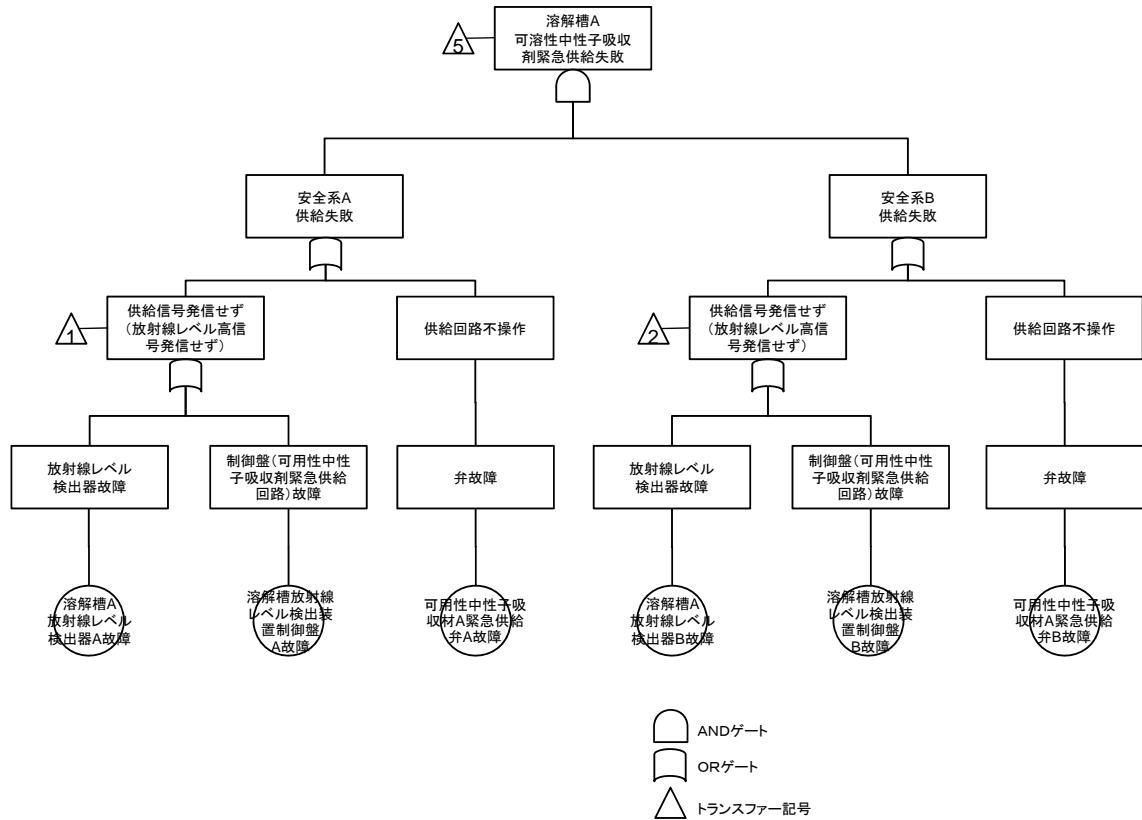 溶解槽A
可溶性中性子吸収
剤緊急供給失敗
5
安全系A
供給失敗
安全系B
供給失敗
供給信号発信せず
(放射線レベル高信
号発信せず)
1
供給回路不操作
供給信号発信せず
(放射線レベル高信
号発信せず)
2
供給回路不操作
放射線レベル
検出器故障
制御盤(可用性中性
子吸収剤緊急供給
回路)故障
弁故障
放射線レベル
検出器故障
制御盤(可用性中性
子吸収剤緊急供給
回路)故障
弁故障
溶解槽A
放射線レベル
検出器A故障
溶解槽放射線
レベル検出装
置制御盤
A故障
可用性中性子吸
収材A緊急供給
弁A故障
溶解槽A
放射線レベル
検出器B故障
溶解槽放射線
レベル検出装
置制御盤
B故障
可用性中性子吸
収材A緊急供給
弁B故障
ANDゲート
ORゲート
トランスファー記号